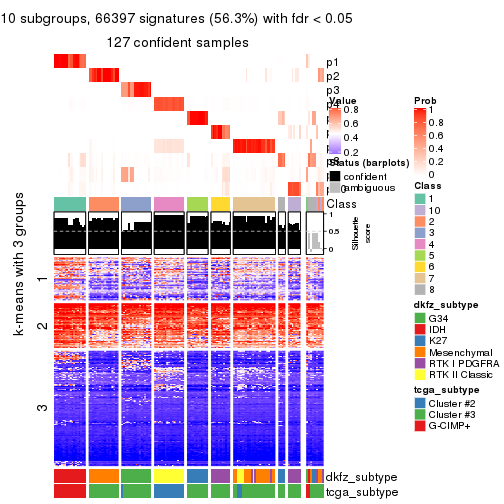 10 subgroups, 66397 signatures (56.3%) with fdr < 0.05
127 confident samples
p1
p2
p3
p4
Class
Silhouette
score
1
0.5
0
k-means with 3 groups
1
2
3
dkfz_subtype
tcga_subtype
Value
0.8
0.6
0.4
0.2
Status (barplots)
confident
ambiguous
Prob
1
0.8
0.6
0.4
0.2
0
Class
1
10
2
3
4
5
6
7
8
dkfz_subtype
G34
IDH
K27
Mesenchymal
RTK I PDGFRA
RTK II Classic
tcga_subtype
Cluster #2
Cluster #3
G-CIMP+